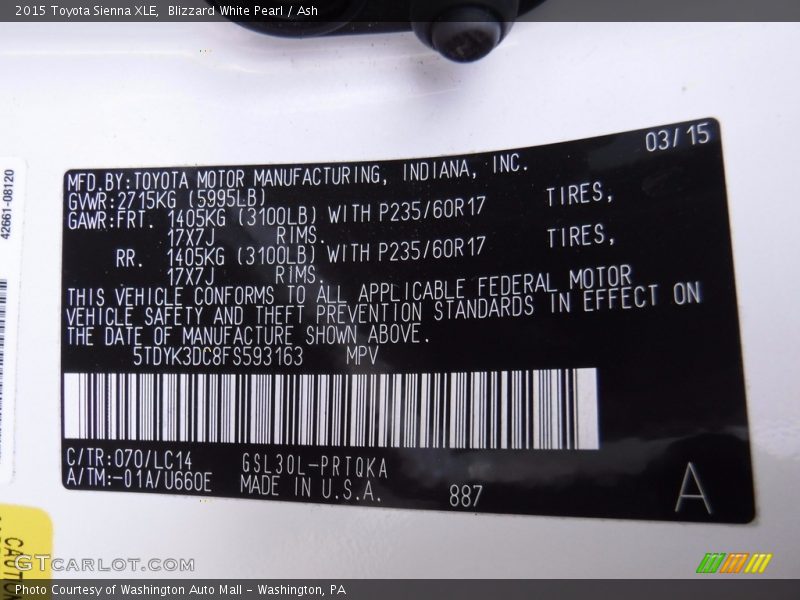 2015 Toyota Sienna XLE,  Blizzard White Pearl / Ash
03/15
MFD.BY:TOYOTA MOTOR MANUFACTURING, INDIANA, INC.
GVWR:2715KG (5995LB)
GAWR:FRT. 1405KG (3100LB) WITH P235/60R17 TIRES,
17X7J RIMS.
RR. 1405KG (3100LB) WITH P235/60R17 TIRES,
17X7J RIMS.
THIS VEHICLE CONFORMS TO ALL APPLICABLE FEDERAL MOTOR
VEHICLE SAFETY AND THEFT PREVENTION STANDARDS IN EFFECT ON
THE DATE OF MANUFACTURE SHOWN ABOVE.
5TDYK3DC8FS593163 MPV
C/TR:070/LC14 GSL30L-PRTQKA
A/TM:-01A/U660E MADE IN U.S.A. 887
A
42661-08120
CAUTION
GTCARLOT.COM
Photo Courtesy of Washington Auto Mall - Washington, PA